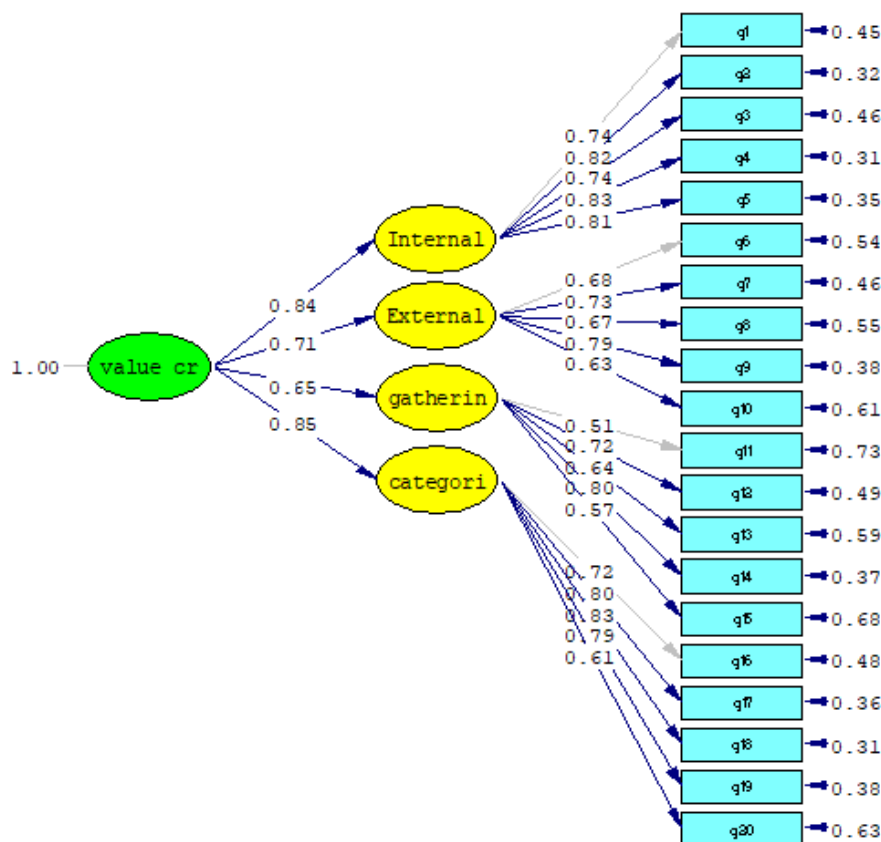 q1 0.45
q2 0.32
q3 0.46
0.74
0.82
q4 0.31
0.74
0.83
q5 0.35
0.81
Internal
q6 0.54
0.68
q7 0.46
0.73
0.84
External
0.67
q8 0.55
0.71
0.79
0.63
1.00 value cr
q9 0.38
0.65
gatherin
q10 0.61
0.85
0.51
0.72
q11 0.73
0.64
categori
0.80
q12 0.49
0.57
q13 0.59
0.72
q14 0.37
0.80
0.83
q15 0.68
0.79
0.61
q16 0.48
q17 0.36
q18 0.31
q19 0.38
q20 0.63